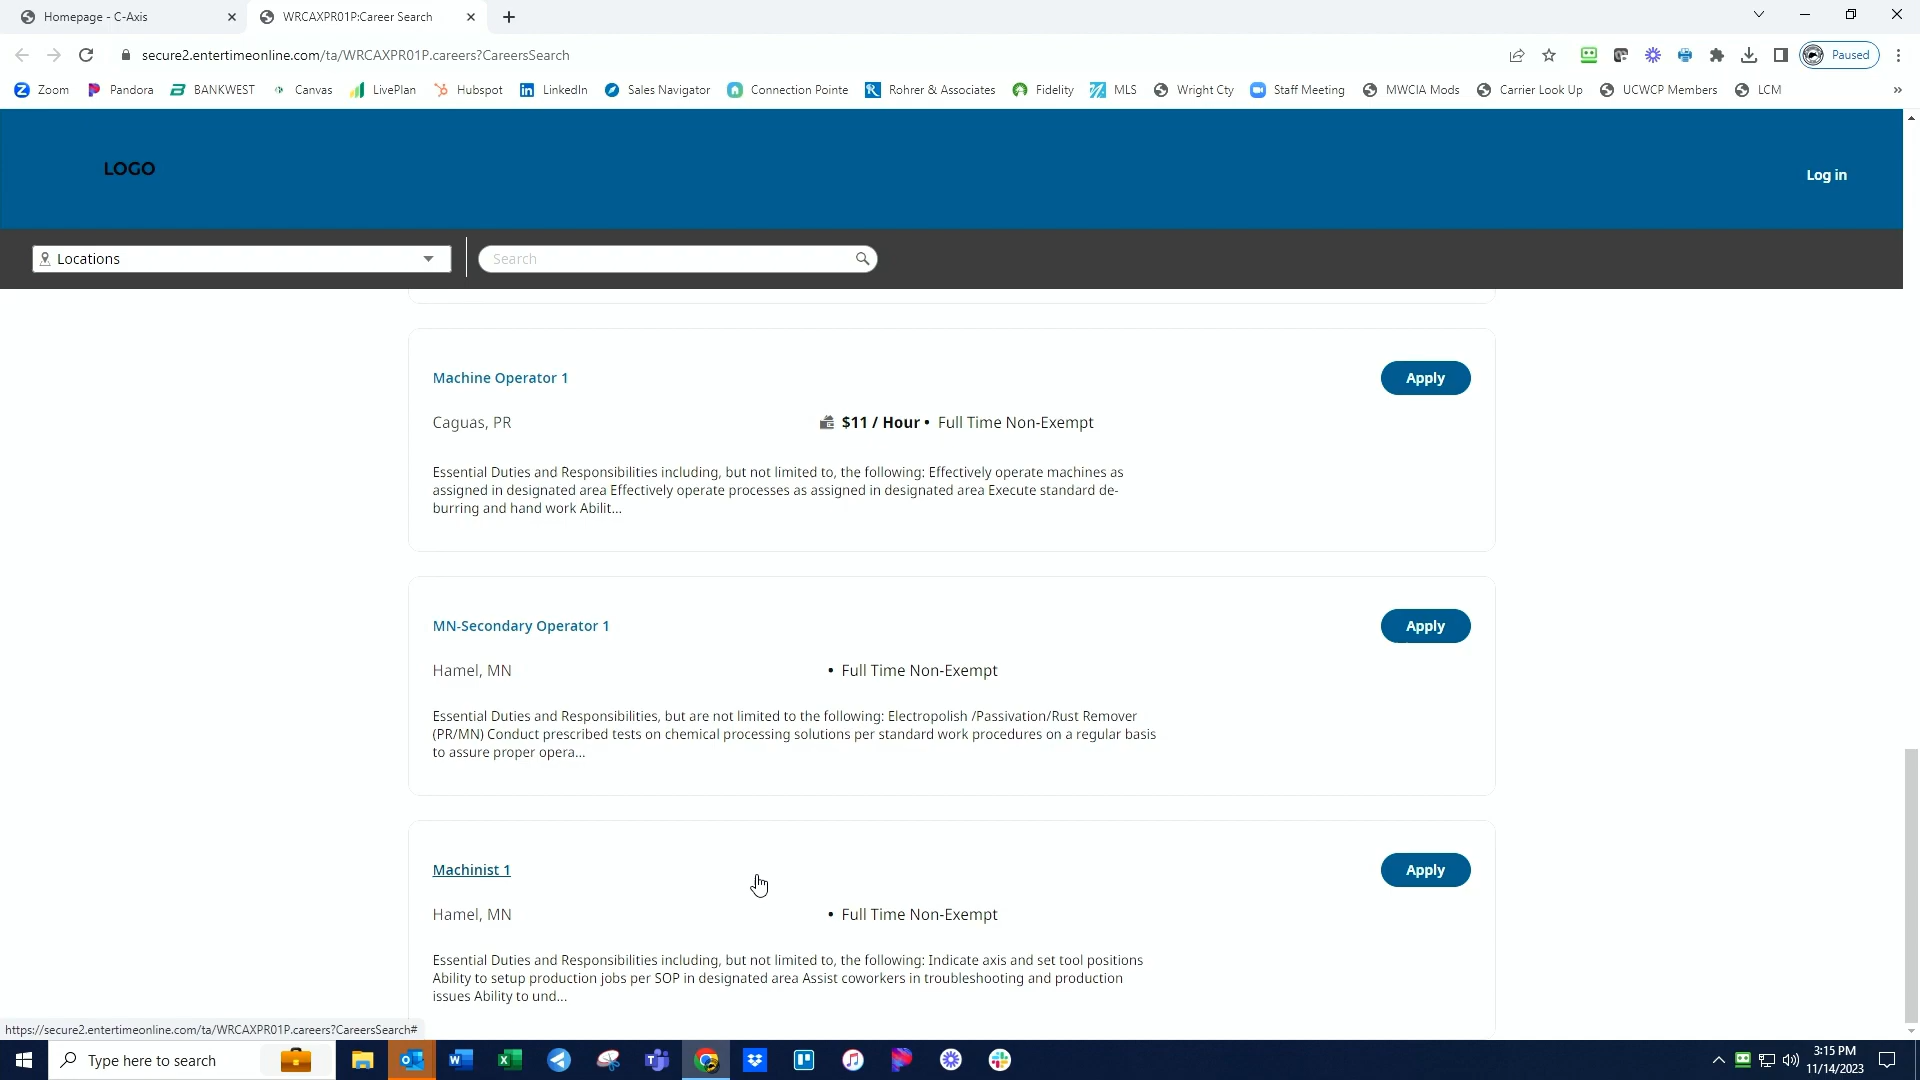 Homepage - C-Axis
WRCAXPR01P:Career Search
secure2.entertimeonline.com/ta/WRCAXPR01P.careers?CareersSearch
Paused
Zoom
Pandora
BANKWEST
Canvas
LivePlan
Hubspot
LinkedIn
Sales Navigator
Connection Pointe
Rohrer & Associates
Fidelity
MLS
Wright Cty
Staff Meeting
MWCIA Mods
Carrier Look Up
UCWCP Members
LCM
LOGO
Log in
Locations
Search
Machine Operator 1
Apply
Caguas, PR
$11 / Hour • Full Time Non-Exempt
Essential Duties and Responsibilities including, but not limited to, the following: Effectively operate machines as
assigned in designated area Effectively operate processes as assigned in designated area Execute standard de-
burring and hand work Abilit...
MN-Secondary Operator 1
Apply
Hamel, MN
• Full Time Non-Exempt
Essential Duties and Responsibilities, but are not limited to the following: Electropolish /Passivation/Rust Remover
(PR/MN) Conduct prescribed tests on chemical processing solutions per standard work procedures on a regular basis
to assure proper opera...
Machinist 1
Apply
Hamel, MN
• Full Time Non-Exempt
Essential Duties and Responsibilities including, but not limited to, the following: Indicate axis and set tool positions
Ability to setup production jobs per SOP in designated area Assist coworkers in troubleshooting and production
issues Ability to und...
https://secure2.entertimeonline.com/ta/WRCAXPR01P.careers?CareersSearch#
Type here to search
3:15 PM
11/14/2023